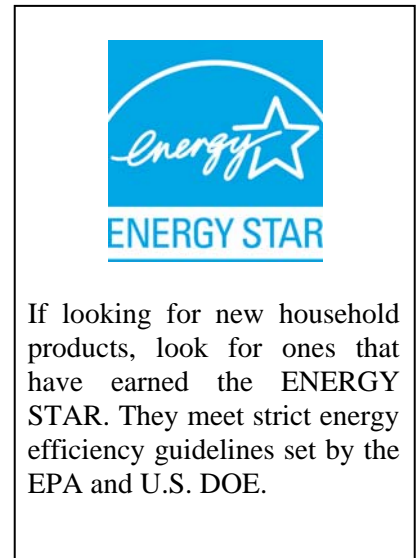 energy
ENERGY STAR
If looking for new household
products, look for ones that
have earned the ENERGY
STAR. They meet strict energy
efficiency guidelines set by the
EPA and U.S. DOE.